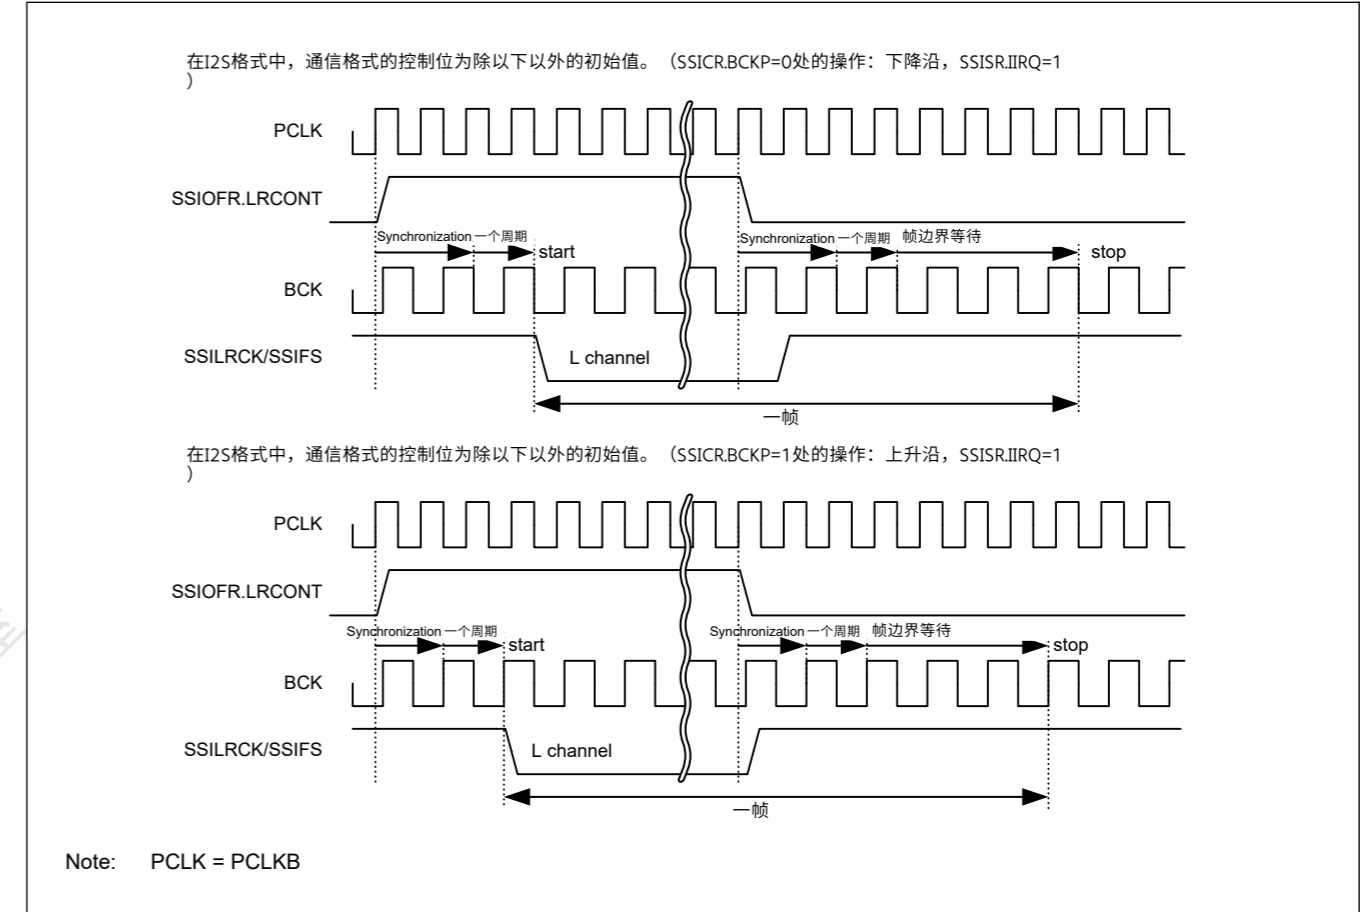 在I2S格式中，通信格式的控制位为除以下以外的初始值。（SSICR.BCKP=0处的操作：下降沿，SSISR.IIRQ=1
）
PCLK
SSIOFR.LRCONT
Synchronization 一个周期 start
Synchronization 一个周期 帧边界等待 stop
BCK
SSILRCK/SSIFS
L channel
一帧
在I2S格式中，通信格式的控制位为除以下以外的初始值。（SSICR.BCKP=1处的操作：上升沿，SSISR.IIRQ=1
）
PCLK
SSIOFR.LRCONT
Synchronization 一个周期 start
Synchronization 一个周期 帧边界等待 stop
BCK
SSILRCK/SSIFS
L channel
一帧
Note: PCLK = PCLKB